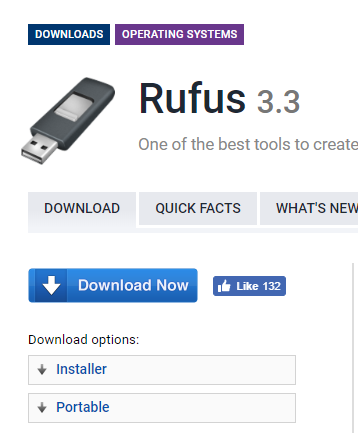 DOWNLOADS OPERATING SYSTEMS
Rufus 3.3
One of the best tools to create
DOWNLOAD QUICK FACTS WHAT'S NEW
Download Now Like 132
Download options:
Installer
Portable